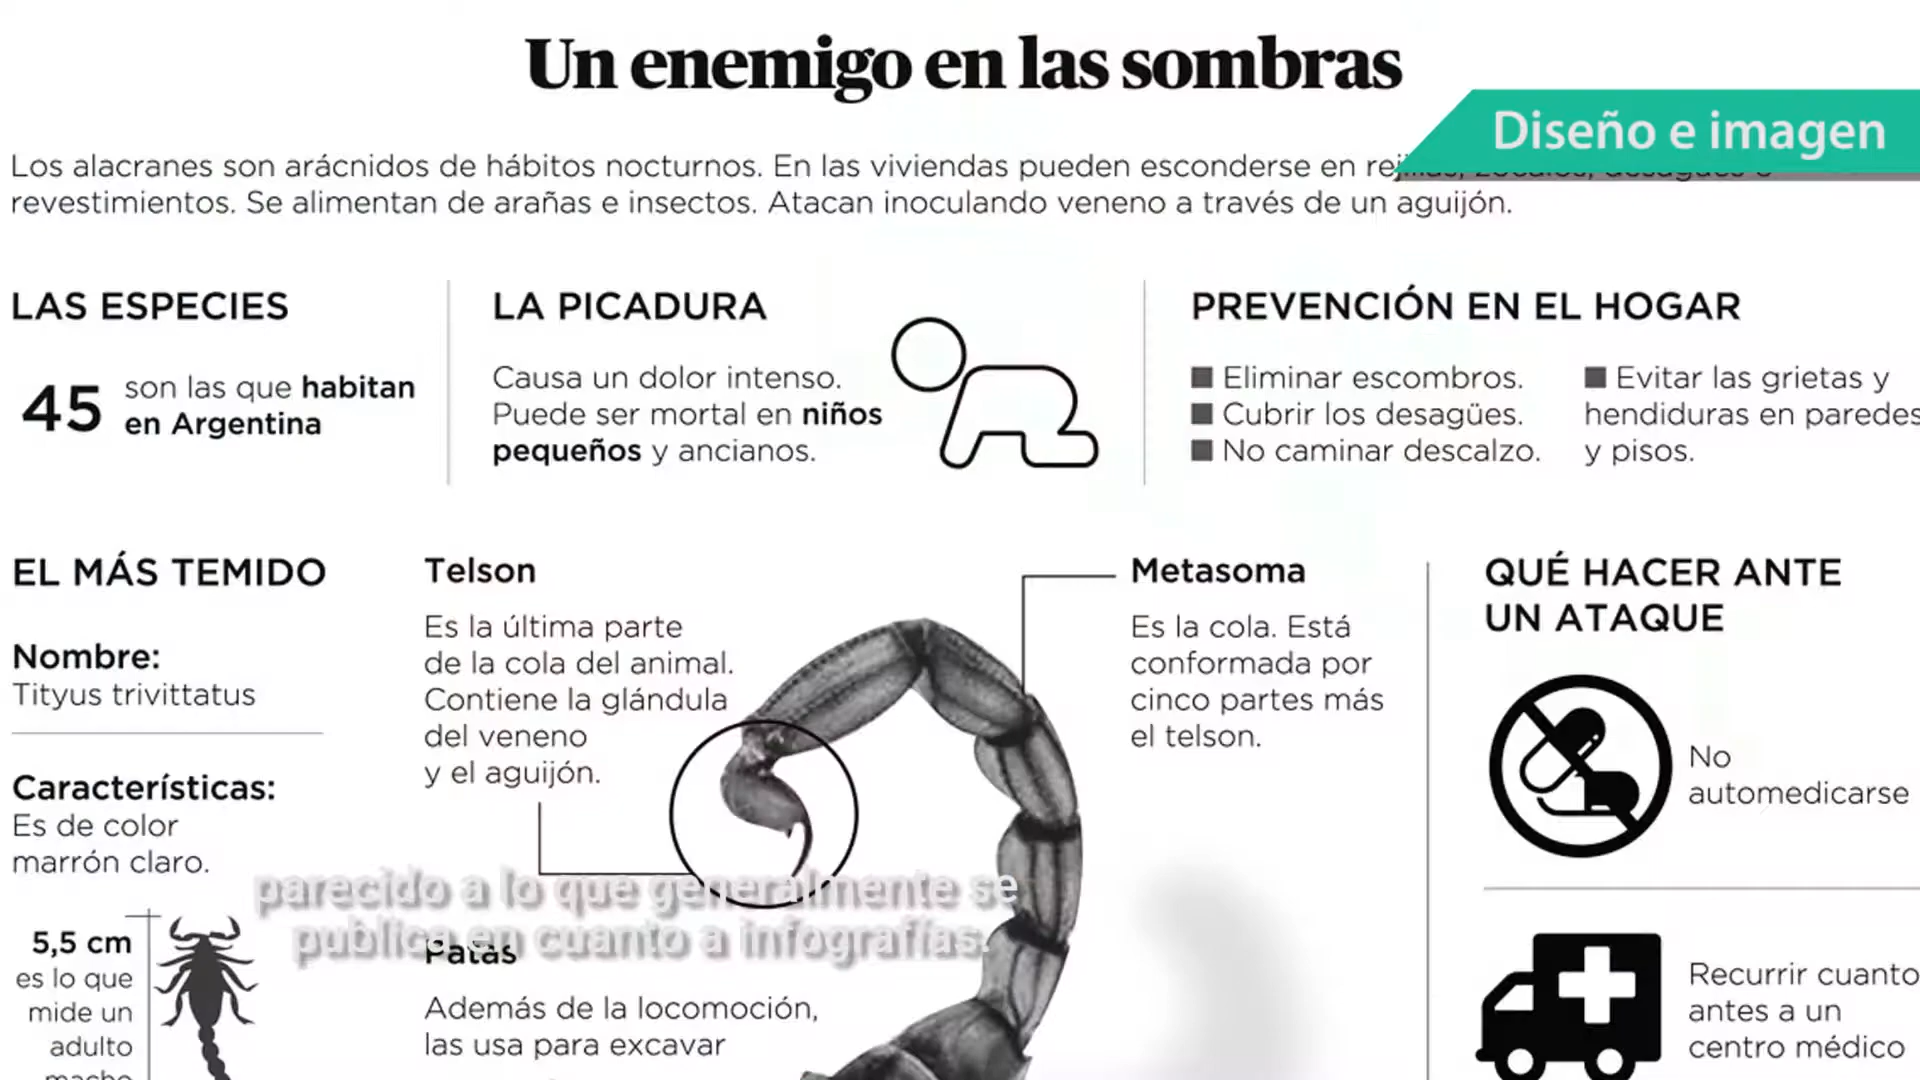 Un enemigo en las sombras
Diseño e imagen
Los alacranes son arácnidos de hábitos nocturnos. En las viviendas pueden esconderse en rejillas, zócalos, desagües o
revestimientos. Se alimentan de arañas e insectos. Atacan inoculando veneno a través de un aguijón.
LAS ESPECIES
45
son las que habitan
en Argentina
LA PICADURA
Causa un dolor intenso.
Puede ser mortal en niños
pequeños y ancianos.
PREVENCIÓN EN EL HOGAR
Eliminar escombros.
Cubrir los desagües.
No caminar descalzo.
Evitar las grietas y
hendiduras en paredes
y pisos.
EL MÁS TEMIDO
Nombre:
Tityus trivittatus
Características:
Es de color
marrón claro.
5,5 cm
es lo que
mide un
adulto
macho
Telson
Es la última parte
de la cola del animal.
Contiene la glándula
del veneno
y el aguijón.
Metasoma
Es la cola. Está
conformada por
cinco partes más
el telson.
parecido a lo que generalmente se
publica en cuanto a infografías.
Patas
Además de la locomoción,
las usa para excavar
QUÉ HACER ANTE
UN ATAQUE
No
automedicarse
Recurrir cuanto
antes a un
centro médico